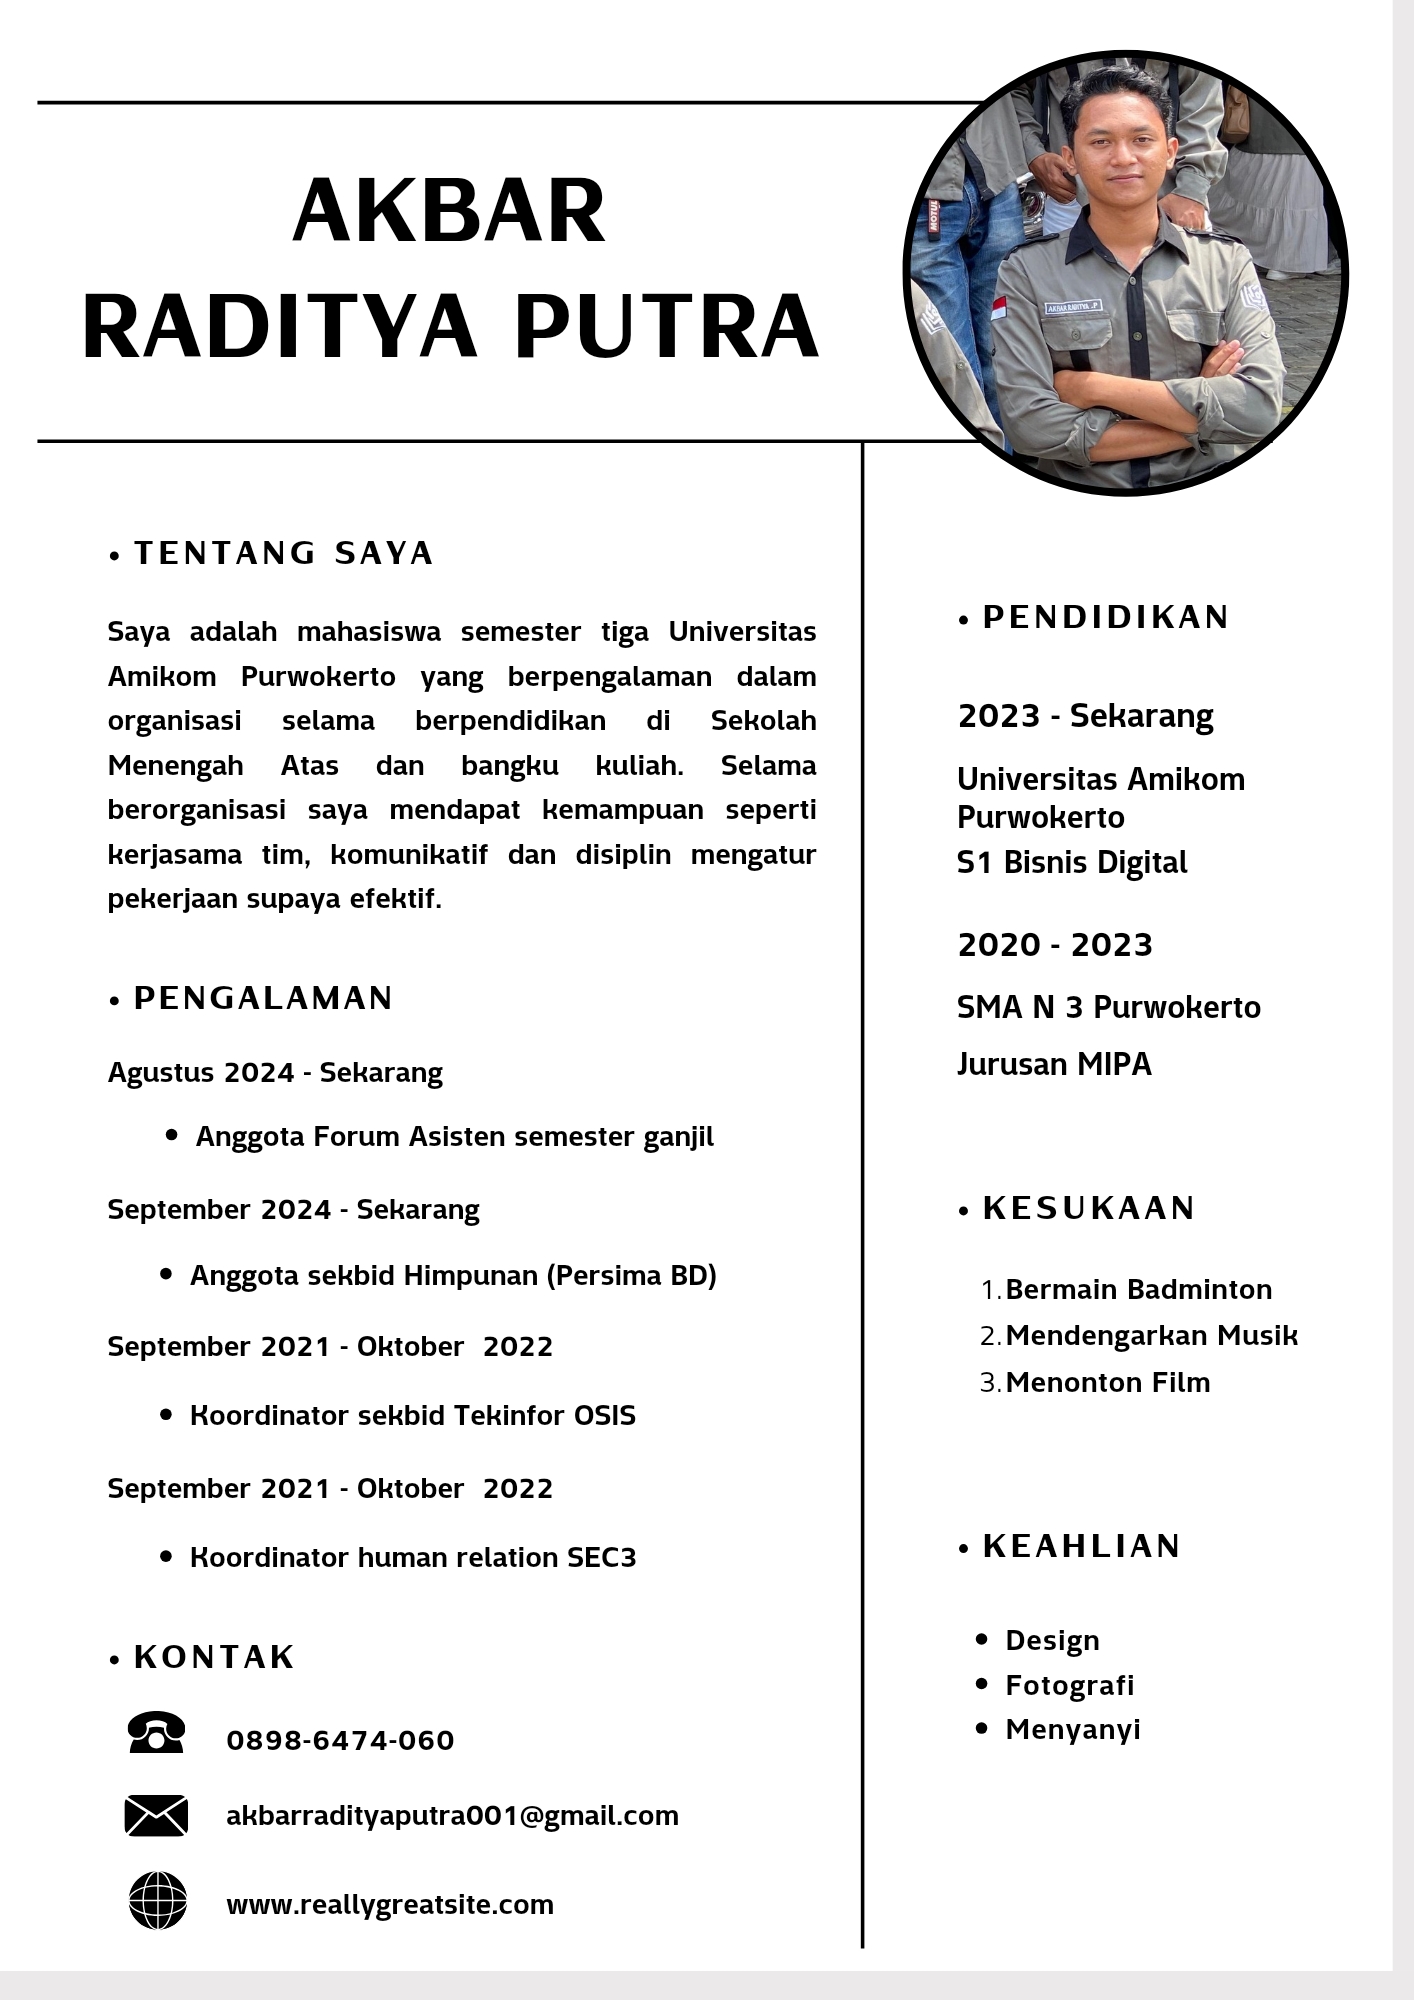 AKBAR
RADITYA PUTRA
MOTUL
AKBAR RADITYA .P
• TENTANG SAYA
Saya adalah mahasiswa semester tiga Universitas
Amikom Purwokerto yang berpengalaman dalam
organisasi selama berpendidikan di Sekolah
Menengah Atas dan bangku kuliah. Selama
berorganisasi saya mendapat kemampuan seperti
kerjasama tim, komunikatif dan disiplin mengatur
pekerjaan supaya efektif.
• PENGALAMAN
Agustus 2024 - Sekarang
• Anggota Forum Asisten semester ganjil
September 2024 - Sekarang
• Anggota sekbid Himpunan (Persima BD)
September 2021 - Oktober 2022
• Koordinator sekbid Tekinfor OSIS
September 2021 - Oktober 2022
• Koordinator human relation SEC3
• KONTAK
0898-6474-060
akbarradityaputra001@gmail.com
www.reallygreatsite.com
• PENDIDIKAN
2023 - Sekarang
Universitas Amikom
Purwokerto
S1 Bisnis Digital
2020 - 2023
SMA N 3 Purwokerto
Jurusan MIPA
• KESUKAAN
1. Bermain Badminton
2. Mendengarkan Musik
3. Menonton Film
• KEAHLIAN
• Design
• Fotografi
• Menyanyi